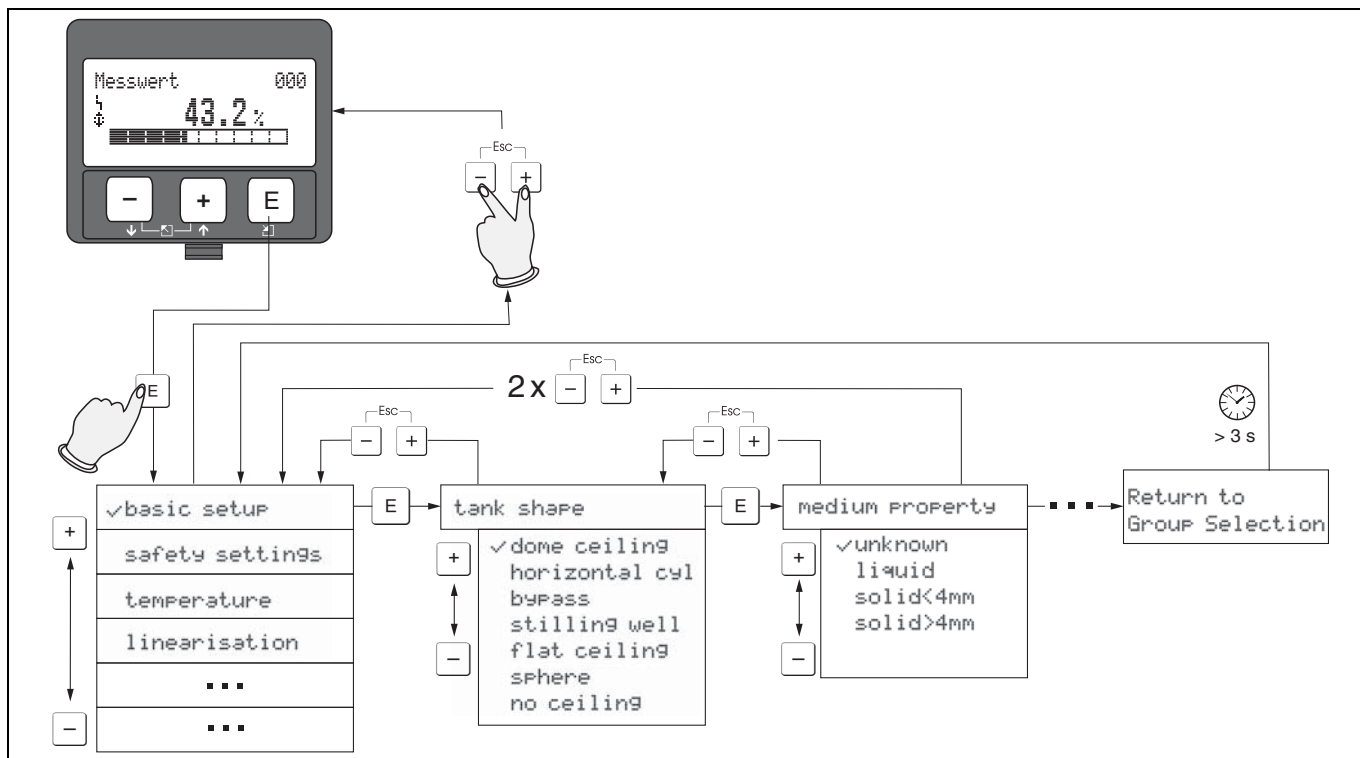 Messwert 000
43.2 %
- + E
Esc
- +
E
Esc
2 x - +
Esc
- +
Esc
- +
> 3 s
✓basic setup
safety settings
temperature
linearisation
...
...
+
-
E
tank shape
✓dome ceiling
horizontal cyl
bypass
stilling well
flat ceiling
sphere
no ceiling
+
-
E
medium property
✓unknown
liquid
solid<4mm
solid>4mm
+
-
...
Return to
Group Selection